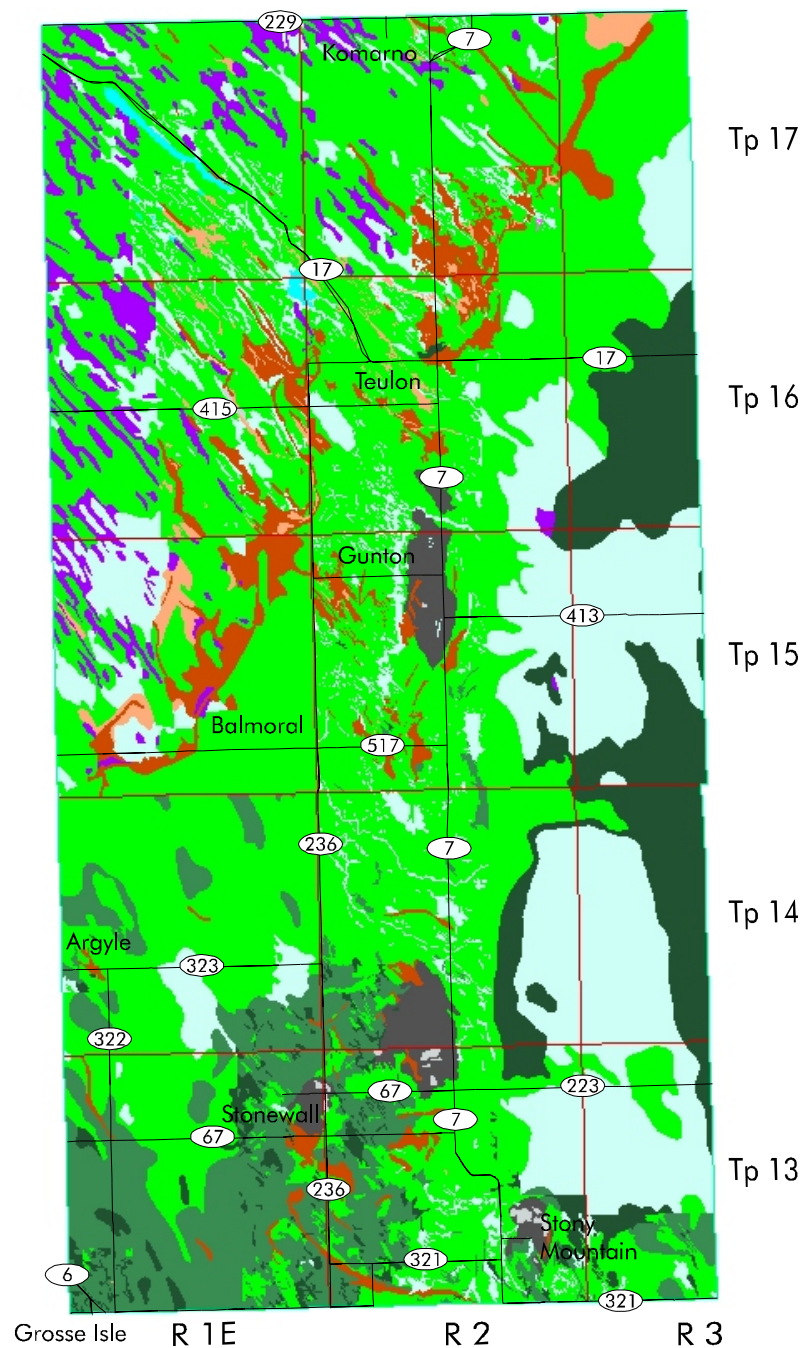 229
Komarno
7
Tp 17
17
17
Teulon
415
Tp 16
7
Gunton
413
Tp 15
Balmoral
517
236
7
Tp 14
Argyle
323
322
67
223
Stonewall
7
67
Tp 13
236
Stony
Mountain
321
6
321
Grosse Isle
R 1E
R 2
R 3